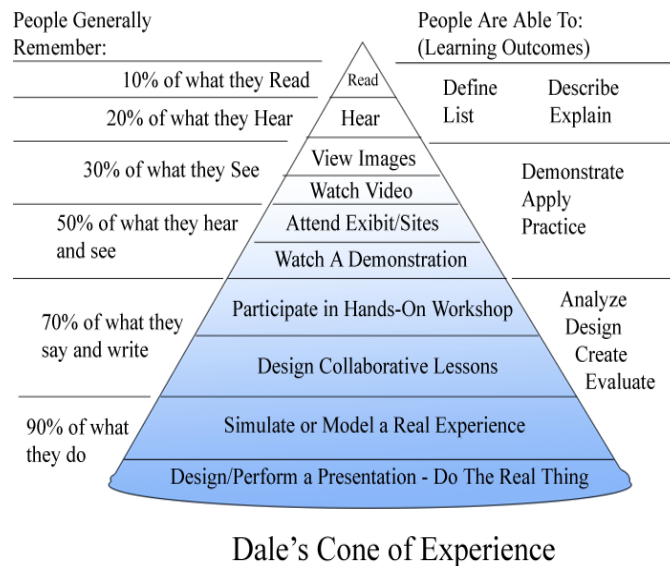 People Generally
Remember:
10% of what they Read
20% of what they Hear
30% of what they See
50% of what they hear
and see
70% of what they
say and write
90% of what
they do
Read
Hear
View Images
Watch Video
Attend Exibit/Sites
Watch A Demonstration
Participate in Hands-On Workshop
Design Collaborative Lessons
Simulate or Model a Real Experience
Design/Perform a Presentation - Do The Real Thing
People Are Able To:
(Learning Outcomes)
Define Describe
List Explain
Demonstrate
Apply
Practice
Analyze
Design
Create
Evaluate
Dale's Cone of Experience